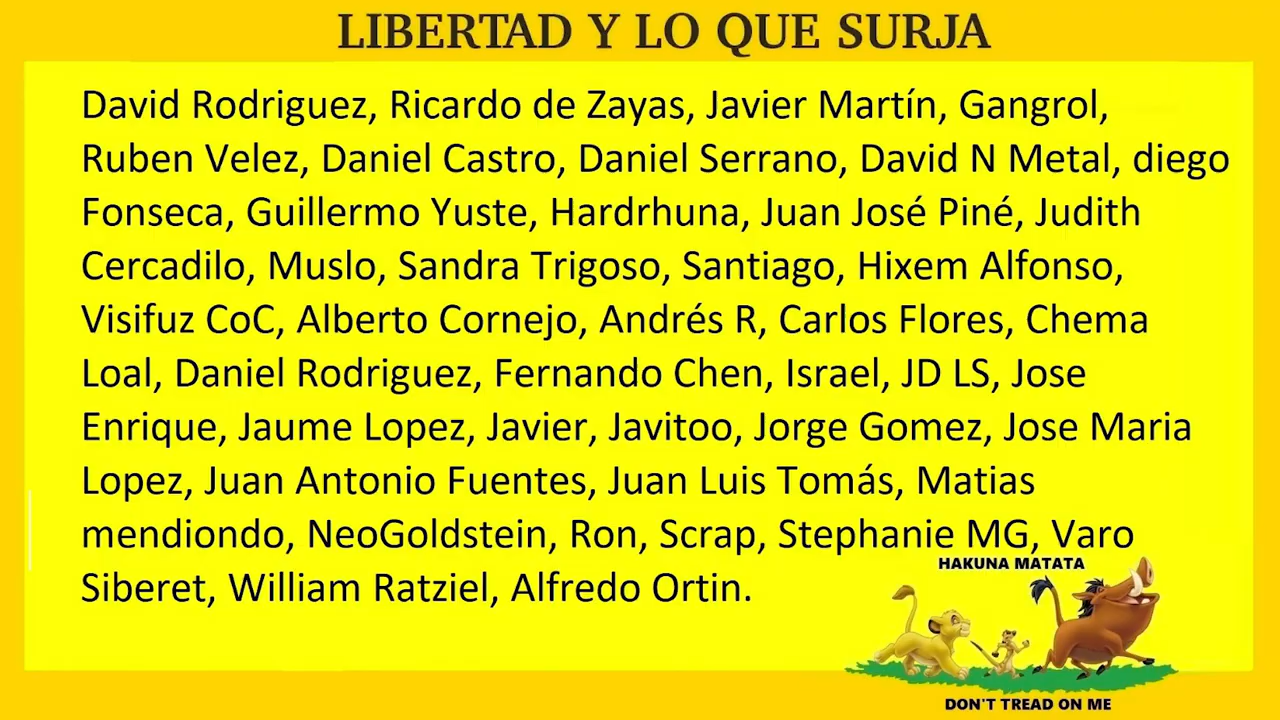 LIBERTAD Y LO QUE SURJA
David Rodriguez, Ricardo de Zayas, Javier Martín, Gangrol,
Ruben Velez, Daniel Castro, Daniel Serrano, David N Metal, diego
Fonseca, Guillermo Yuste, Hardrhuna, Juan José Piné, Judith
Cercadilo, Muslo, Sandra Trigoso, Santiago, Hixem Alfonso,
Visifuz CoC, Alberto Cornejo, Andrés R, Carlos Flores, Chema
Loal, Daniel Rodriguez, Fernando Chen, Israel, JD LS, Jose
Enrique, Jaume Lopez, Javier, Javitoo, Jorge Gomez, Jose Maria
Lopez, Juan Antonio Fuentes, Juan Luis Tomás, Matias
mendiondo, NeoGoldstein, Ron, Scrap, Stephanie MG, Varo
Siberet, William Ratziel, Alfredo Ortin.
HAKUNA MATATA
DON'T TREAD ON ME